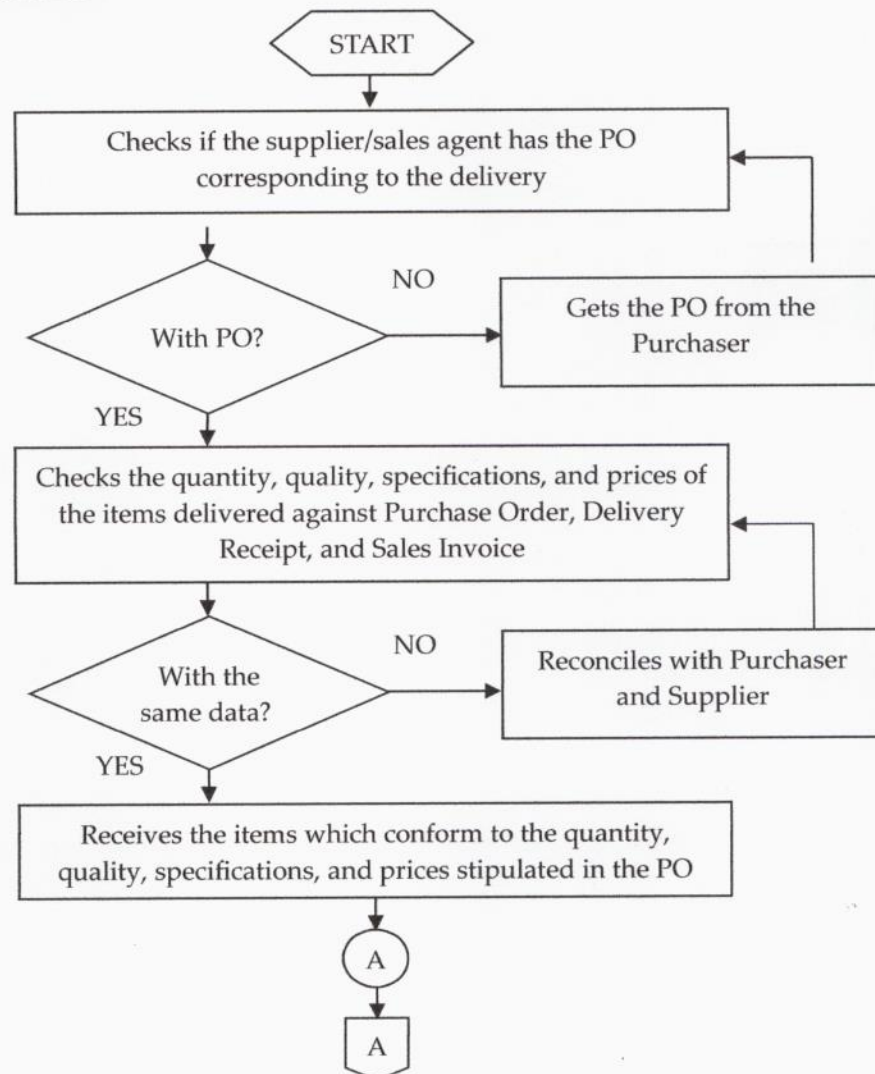 START
Checks if the supplier/sales agent has the PO
corresponding to the delivery
NO
With PO?
Gets the PO from the
Purchaser
YES
Checks the quantity, quality, specifications, and prices of
the items delivered against Purchase Order, Delivery
Receipt, and Sales Invoice
NO
With the
same data?
Reconciles with Purchaser
and Supplier
YES
Receives the items which conform to the quantity,
quality, specifications, and prices stipulated in the PO
A
A